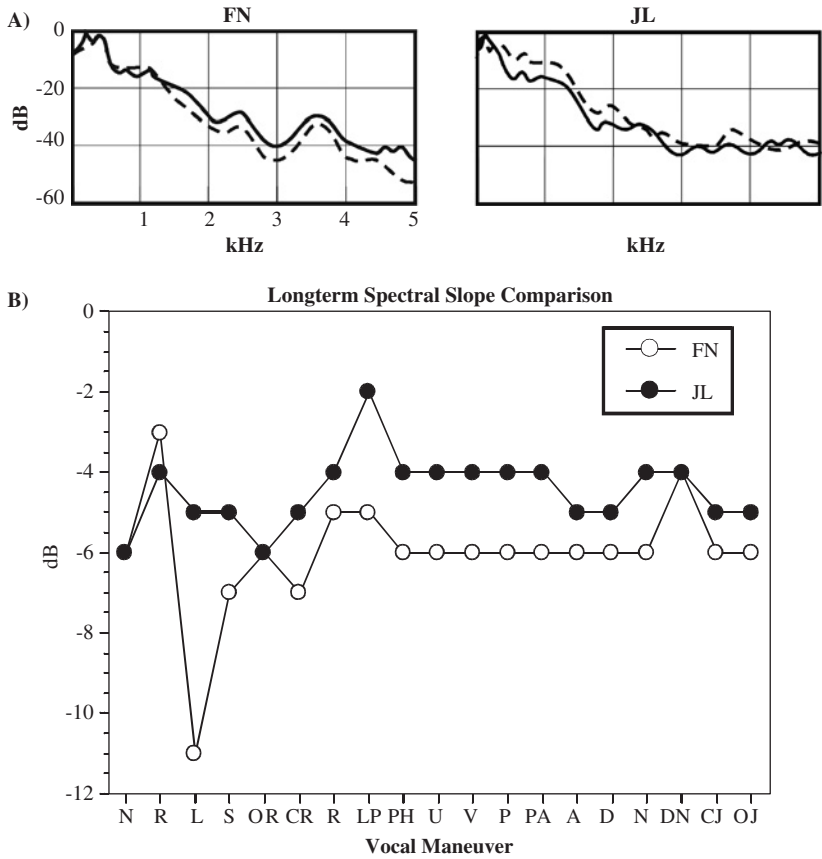 A)
FN
JL
0
-20
-40
-60
dB
1 2 3 4 5
kHz
kHz
B)
Longterm Spectral Slope Comparison
0
-2
-4
-6
-8
-10
-12
dB
FN
JL
N R L S OR CR R LP PH U V P PA A D N DN CJ OJ
Vocal Maneuver